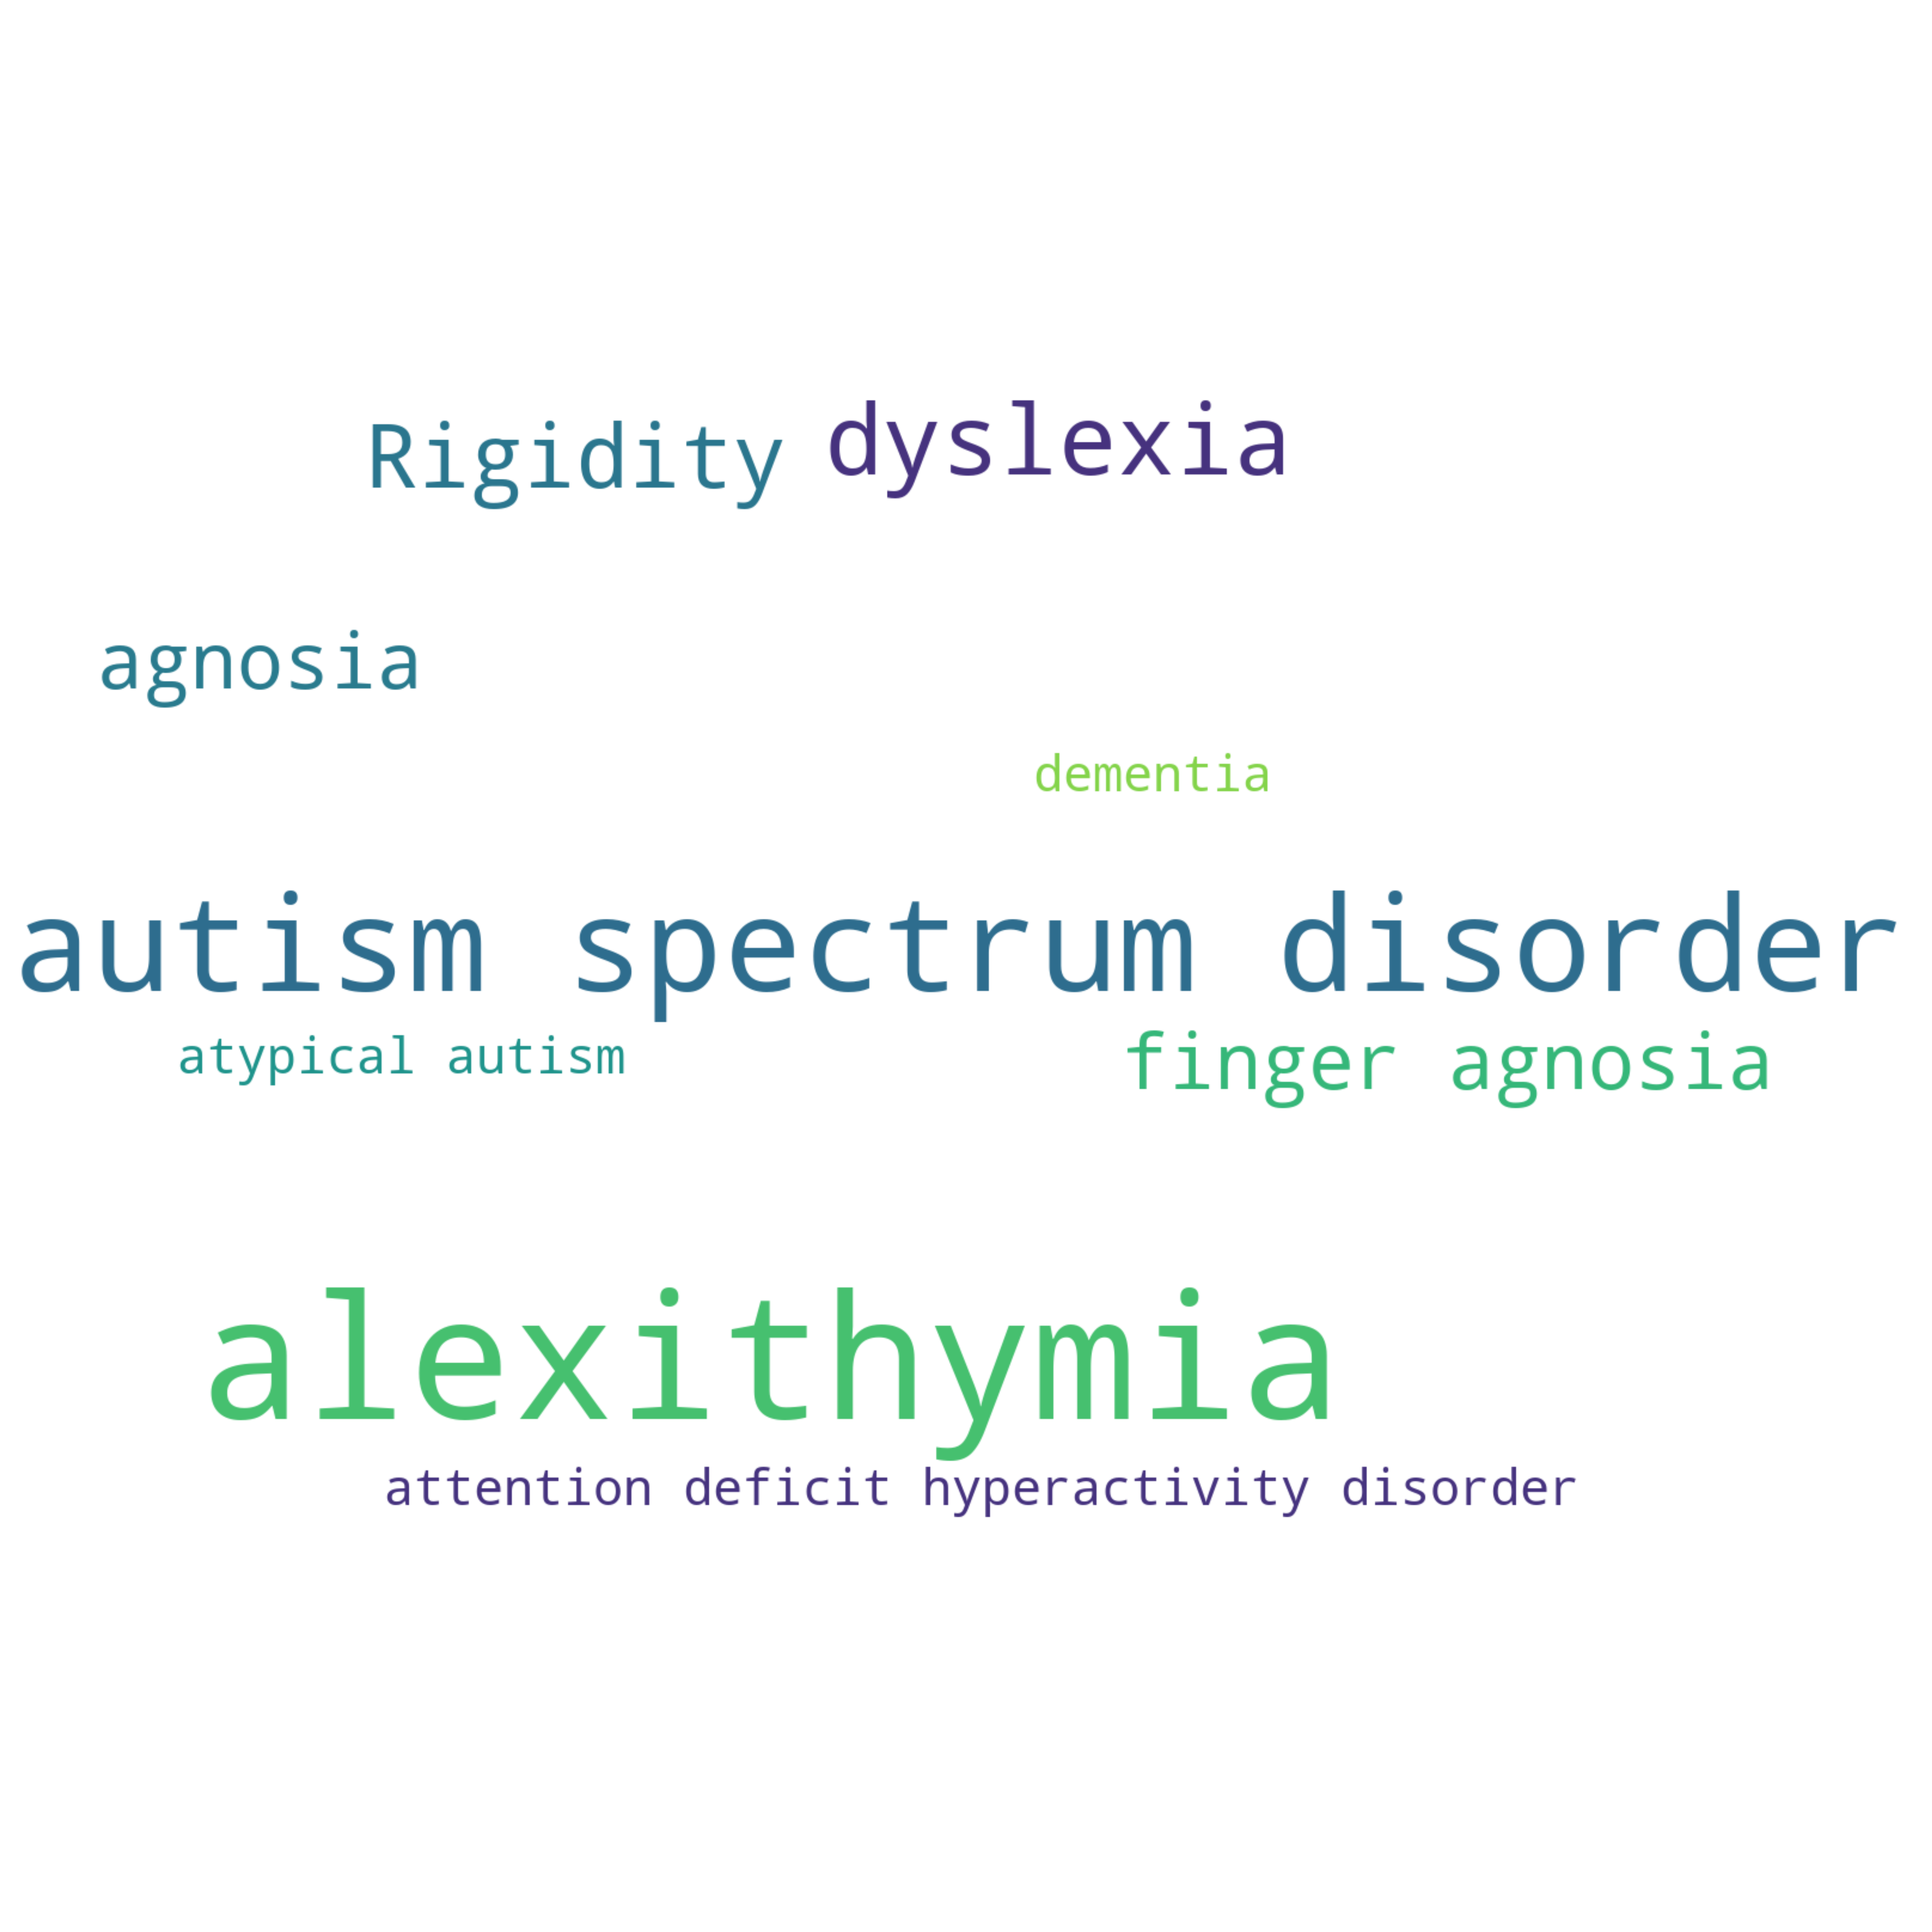 Rigidity dyslexia
agnosia
dementia
autism spectrum disorder
atypical autism finger agnosia
alexithymia
attention deficit hyperactivity disorder